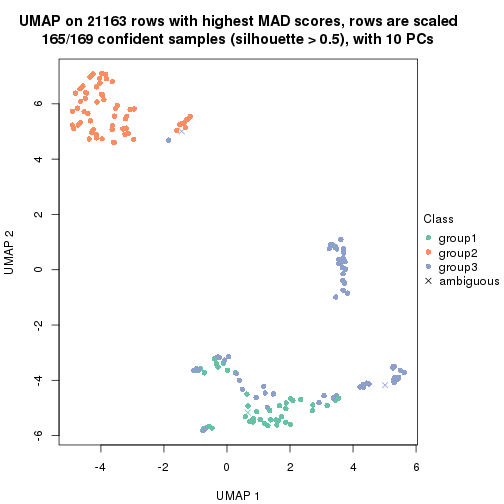 UMAP on 21163 rows with highest MAD scores, rows are scaled
165/169 confident samples (silhouette > 0.5), with 10 PCs
6
4
2
0
-2
-4
-6
UMAP 2
-4
-2
0
2
4
6
UMAP 1
Class
group1
group2
group3
ambiguous